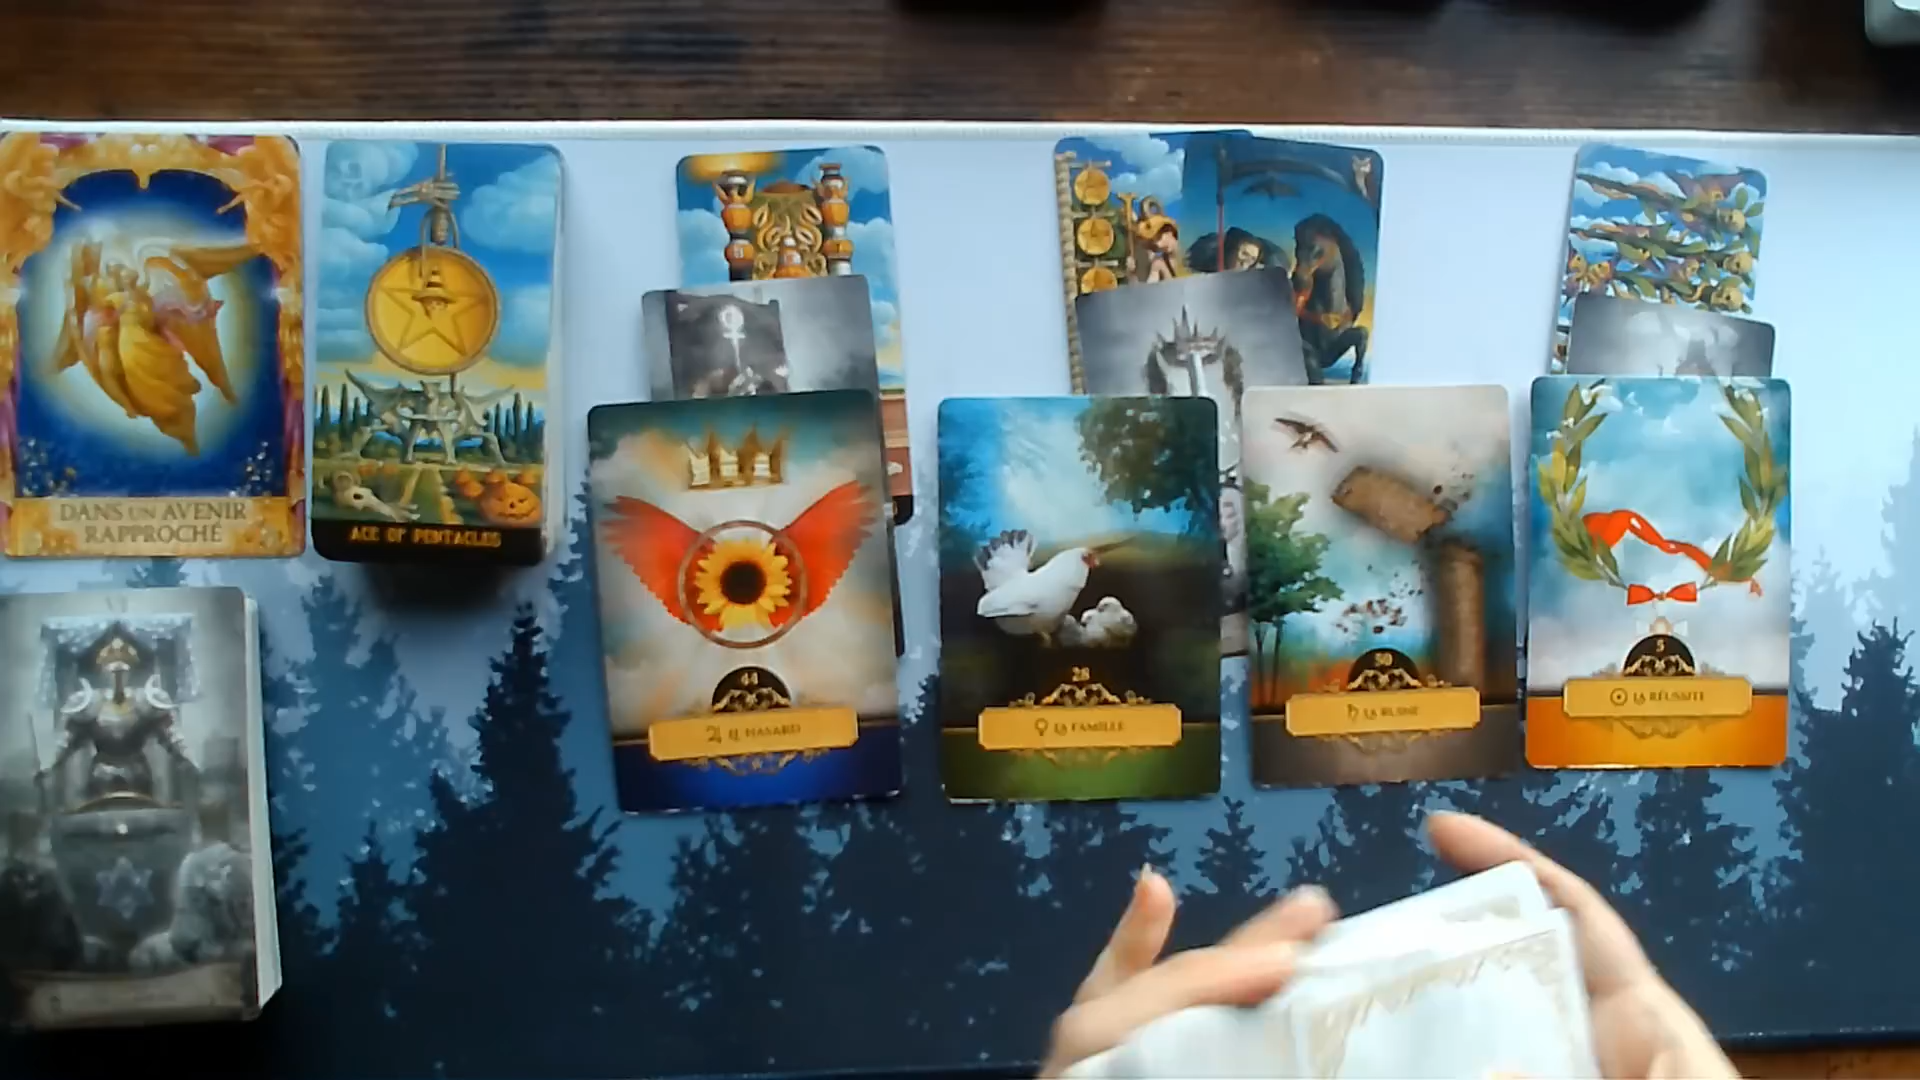 DANS UN AVENIR
RAPPROCHÉ
ACE OF PENTACLES
44
LE HASARD
28
LA FAMILLE
50
LA RUINE
5
LA RÉUSSITE